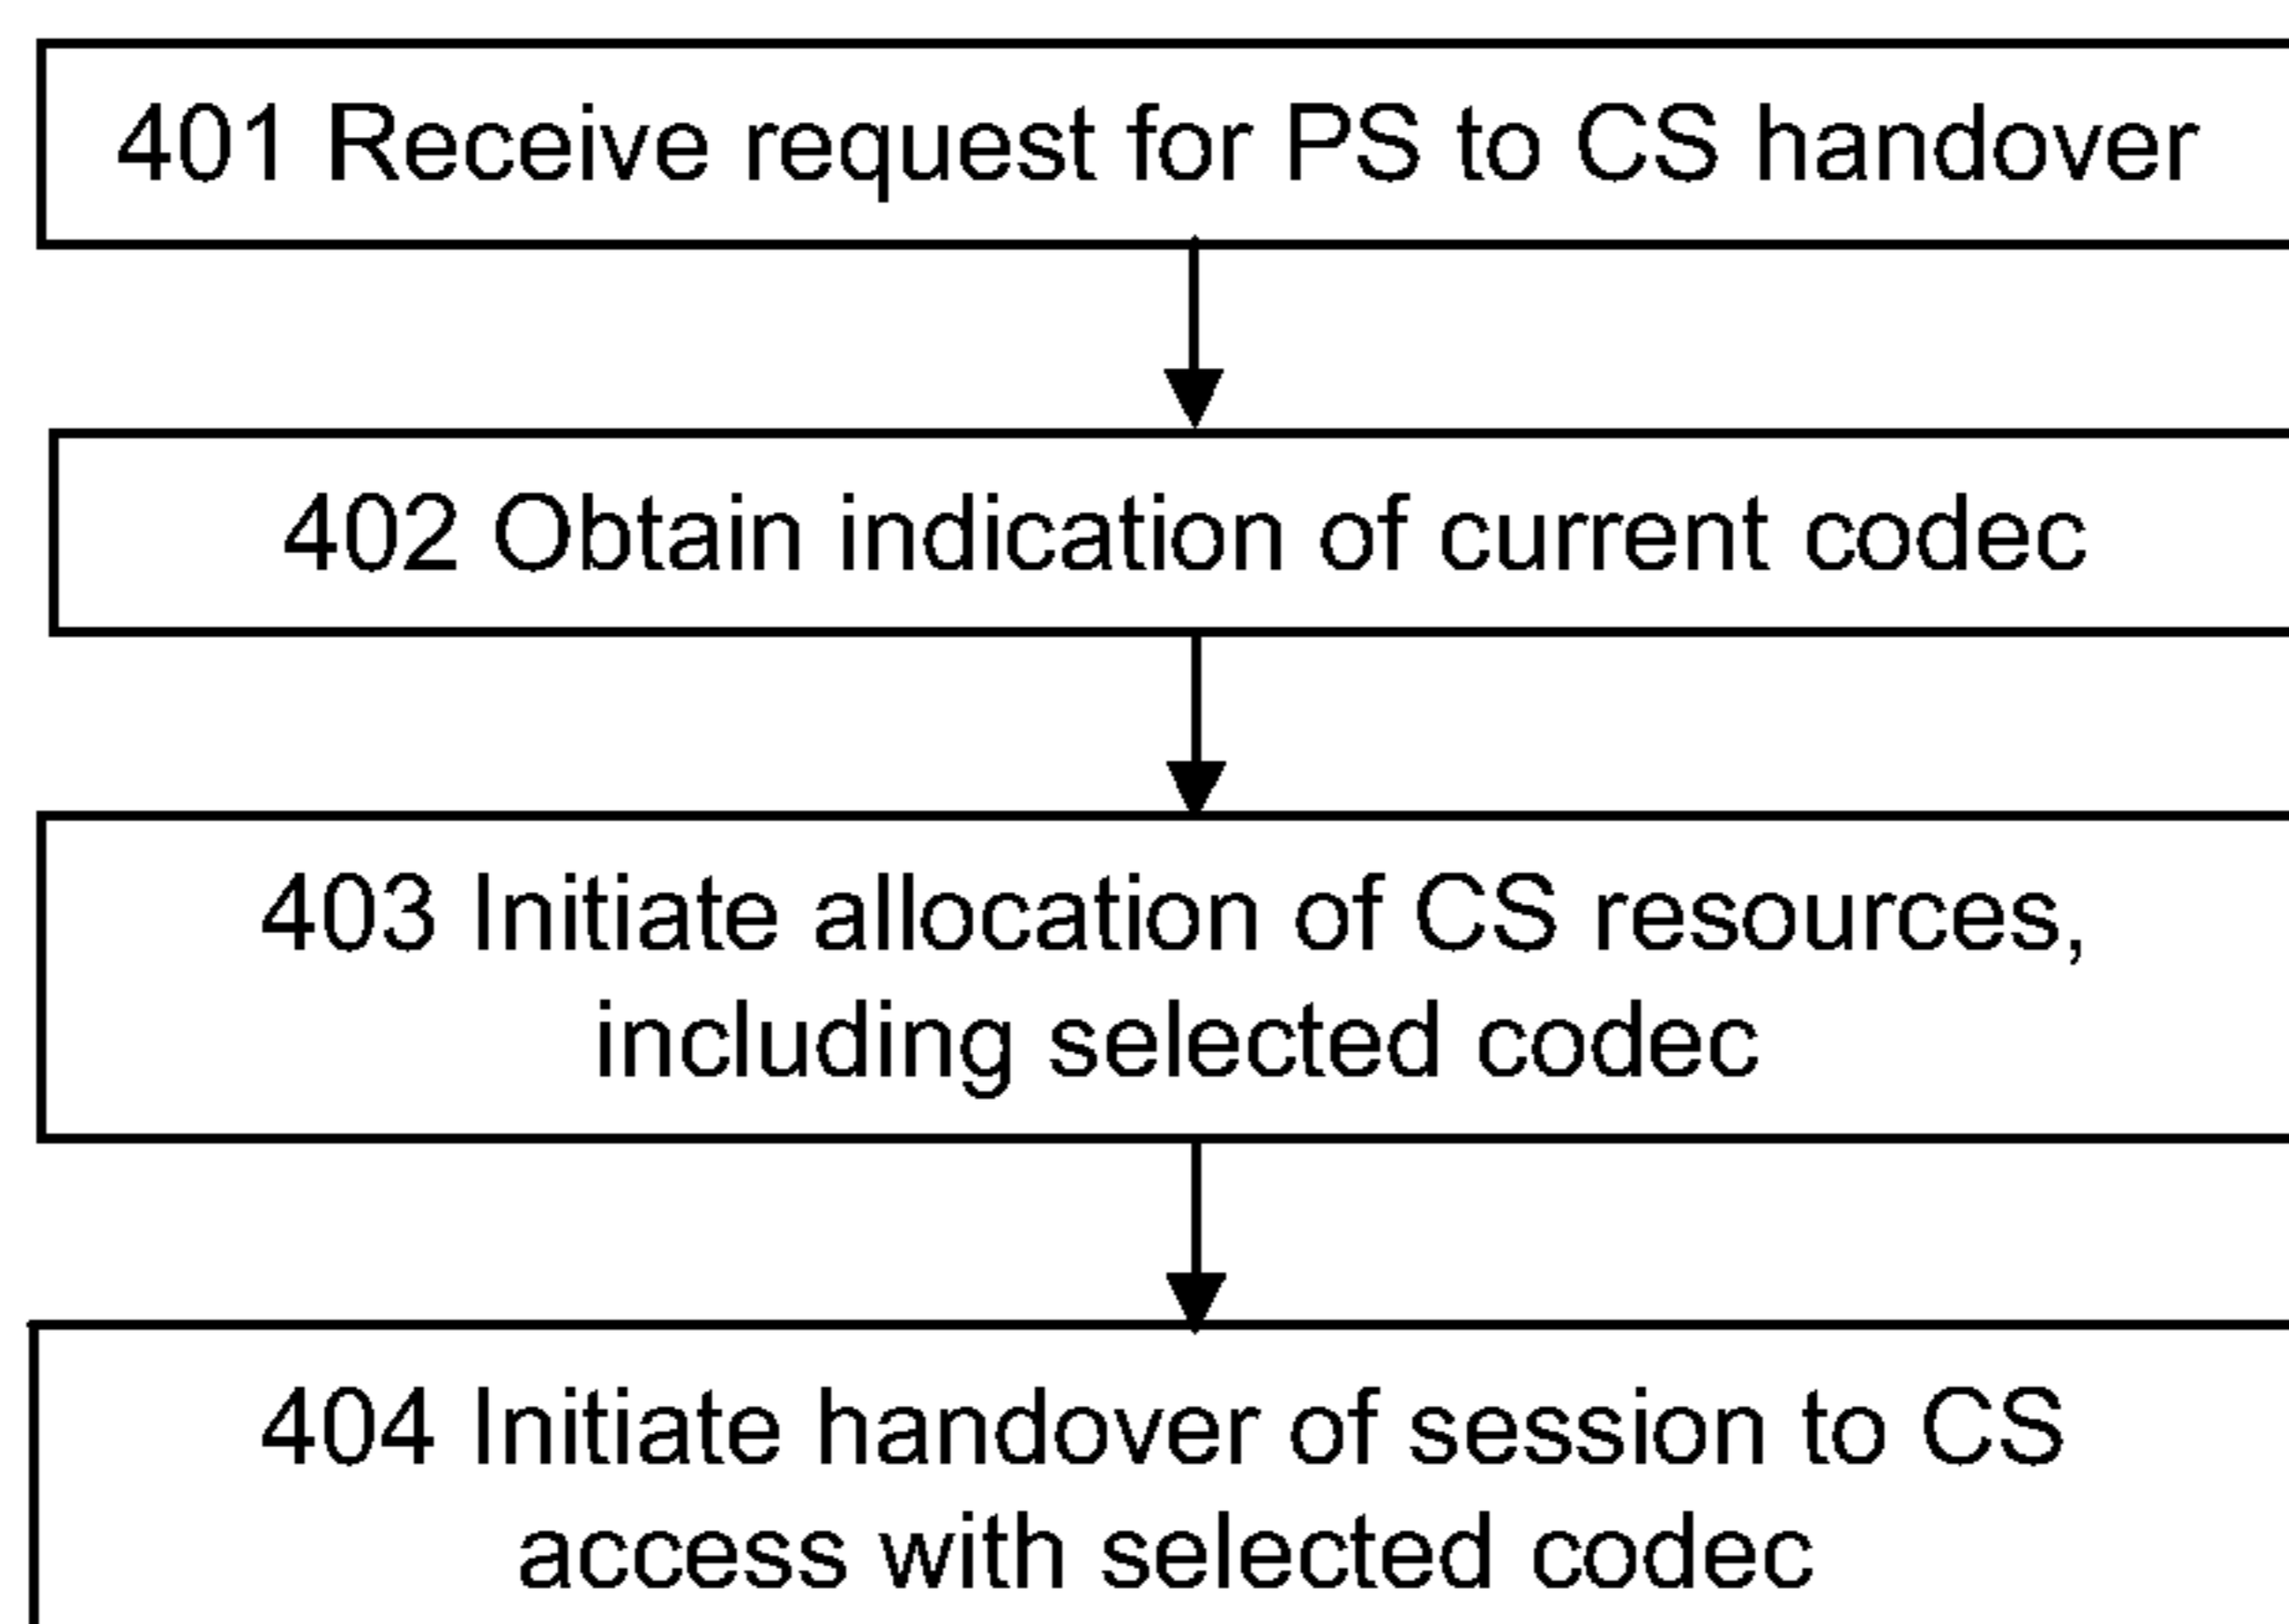 401 Receive request for PS to CS handover
402 Obtain indication of current codec
403 Initiate allocation of CS resources,
including selected codec
404 Initiate handover of session to CS
access with selected codec